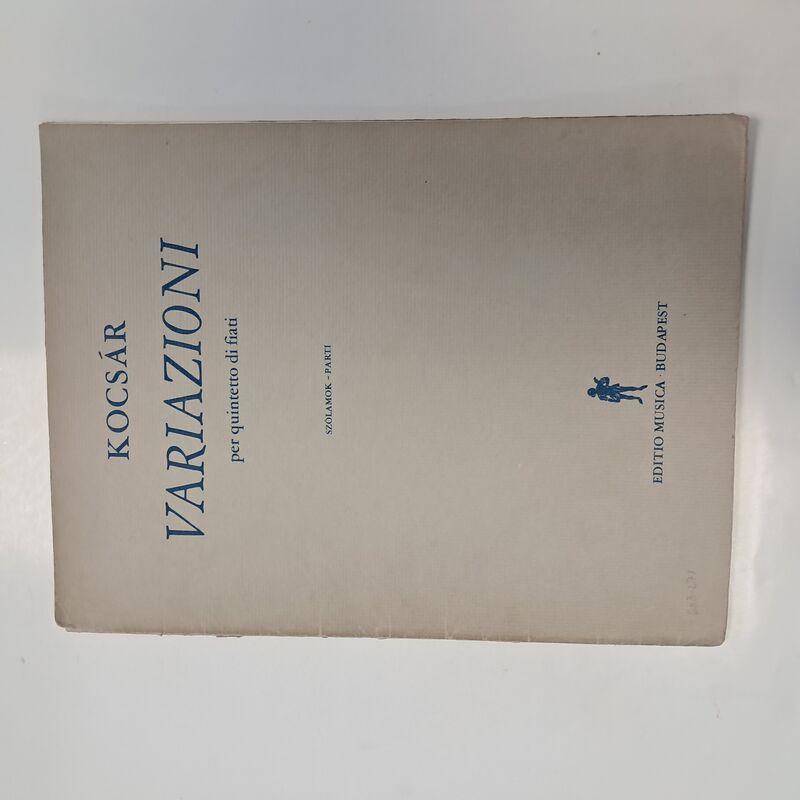 KOCSÁR
VARIAZIONI
per quintetto di fiati
SZÓLAMOK – PARTI
EDITIO MUSICA · BUDAPEST